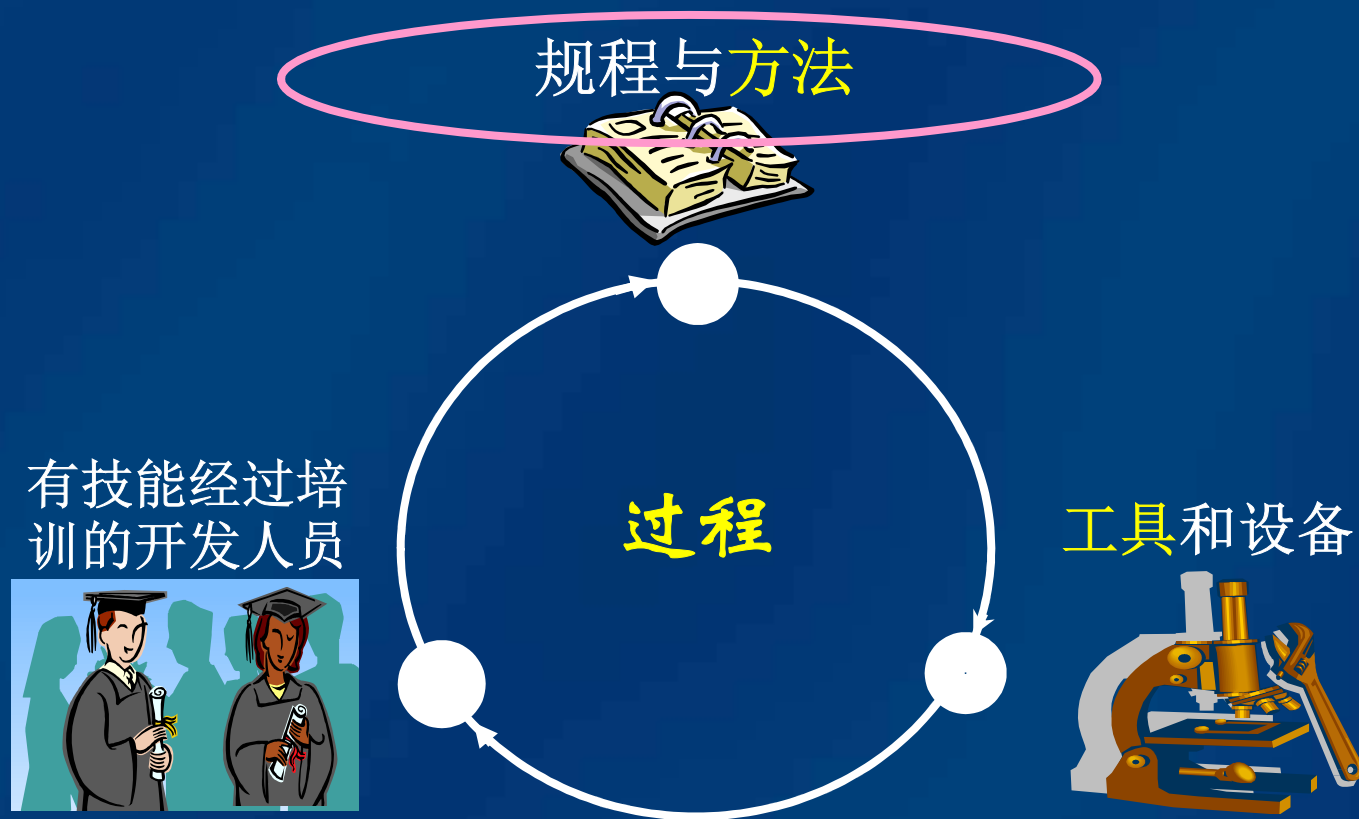 规程与方法
有技能经过培
训的开发人员
过程
工具和设备